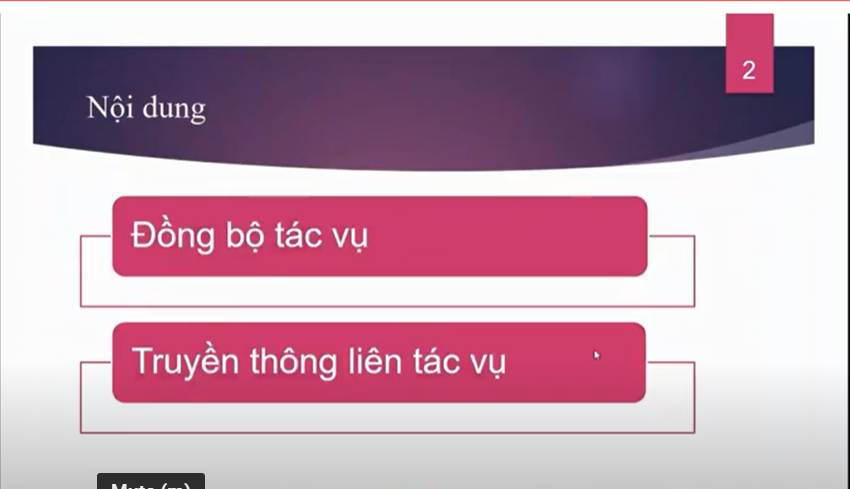 2
Nội dung
Đồng bộ tác vụ
Truyền thông liên tác vụ